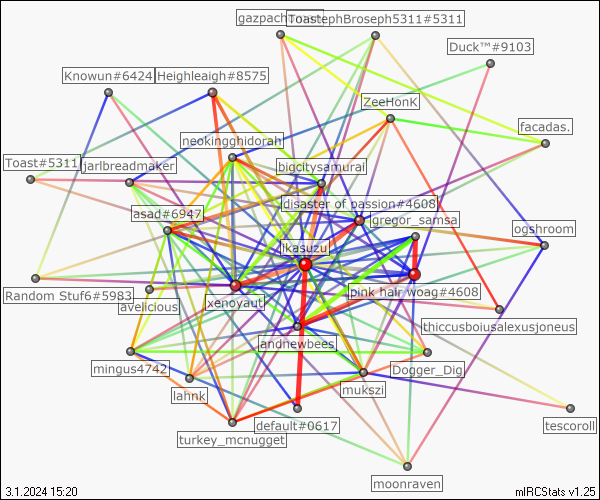 gazpacho
ToastephBroseph5311#5311
Duck™#9103
Knowun#6424
Heighleigh#8575
ZeeHonK
facadas.
neokingghidorah
Toast#5311
jarlbreadmaker
bigcitysamurai
disaster of passion#4608
asad#6947
gregor_samsa
ogshroom
ikasuzu
Random Stuf6#5983
pink hair woag#4608
avelicious
xenoyaut
thiccusboiusalexusjoneus
andnewbees
mingus4742
Dogger_Dig
lahnk
mukszi
default#0617
tescoroll
turkey_mcnugget
moonraven
3.1.2024 15:20
mIRCStats v1.25